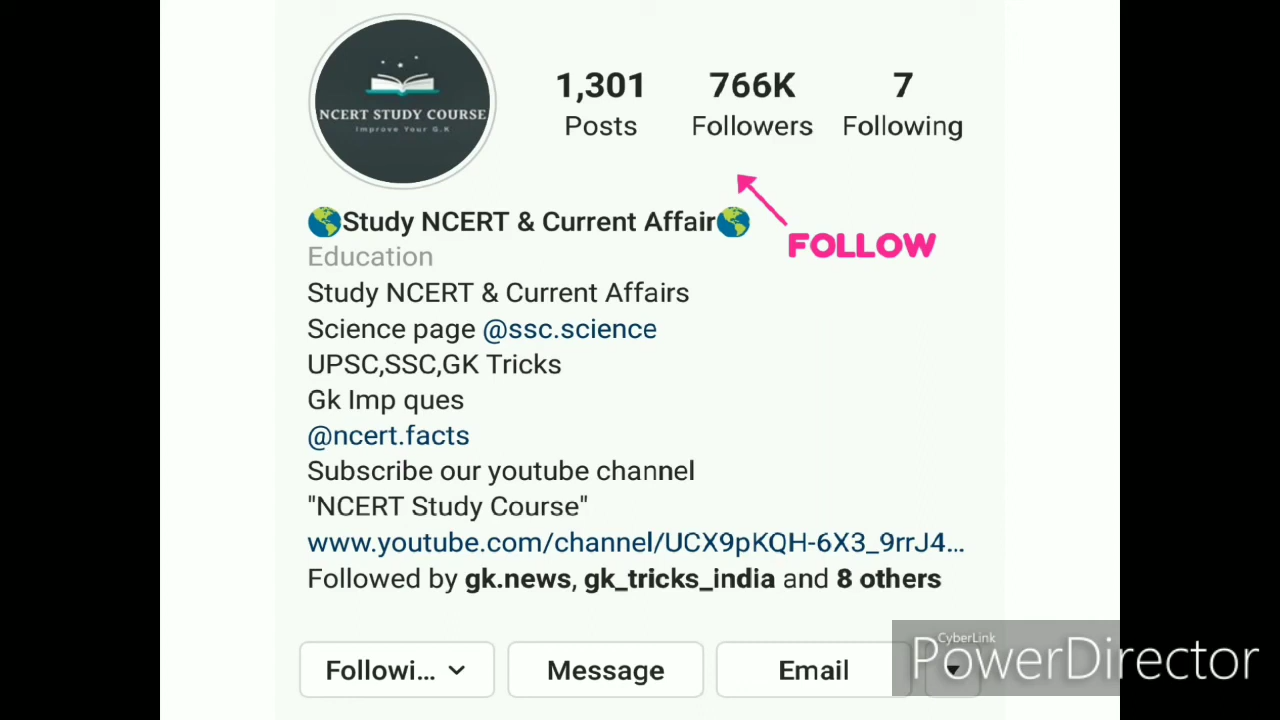 NCERT STUDY COURSE
Improve Your G.K
1,301 766K 7
Posts Followers Following
🌎Study NCERT & Current Affair🌎
FOLLOW
Education
Study NCERT & Current Affairs
Science page @ssc.science
UPSC,SSC,GK Tricks
Gk Imp ques
@ncert.facts
Subscribe our youtube channel
"NCERT Study Course"
www.youtube.com/channel/UCX9pKQH-6X3_9rrJ4...
Followed by gk.news, gk_tricks_india and 8 others
Followi... Message Email
CyberLink
PowerDirector